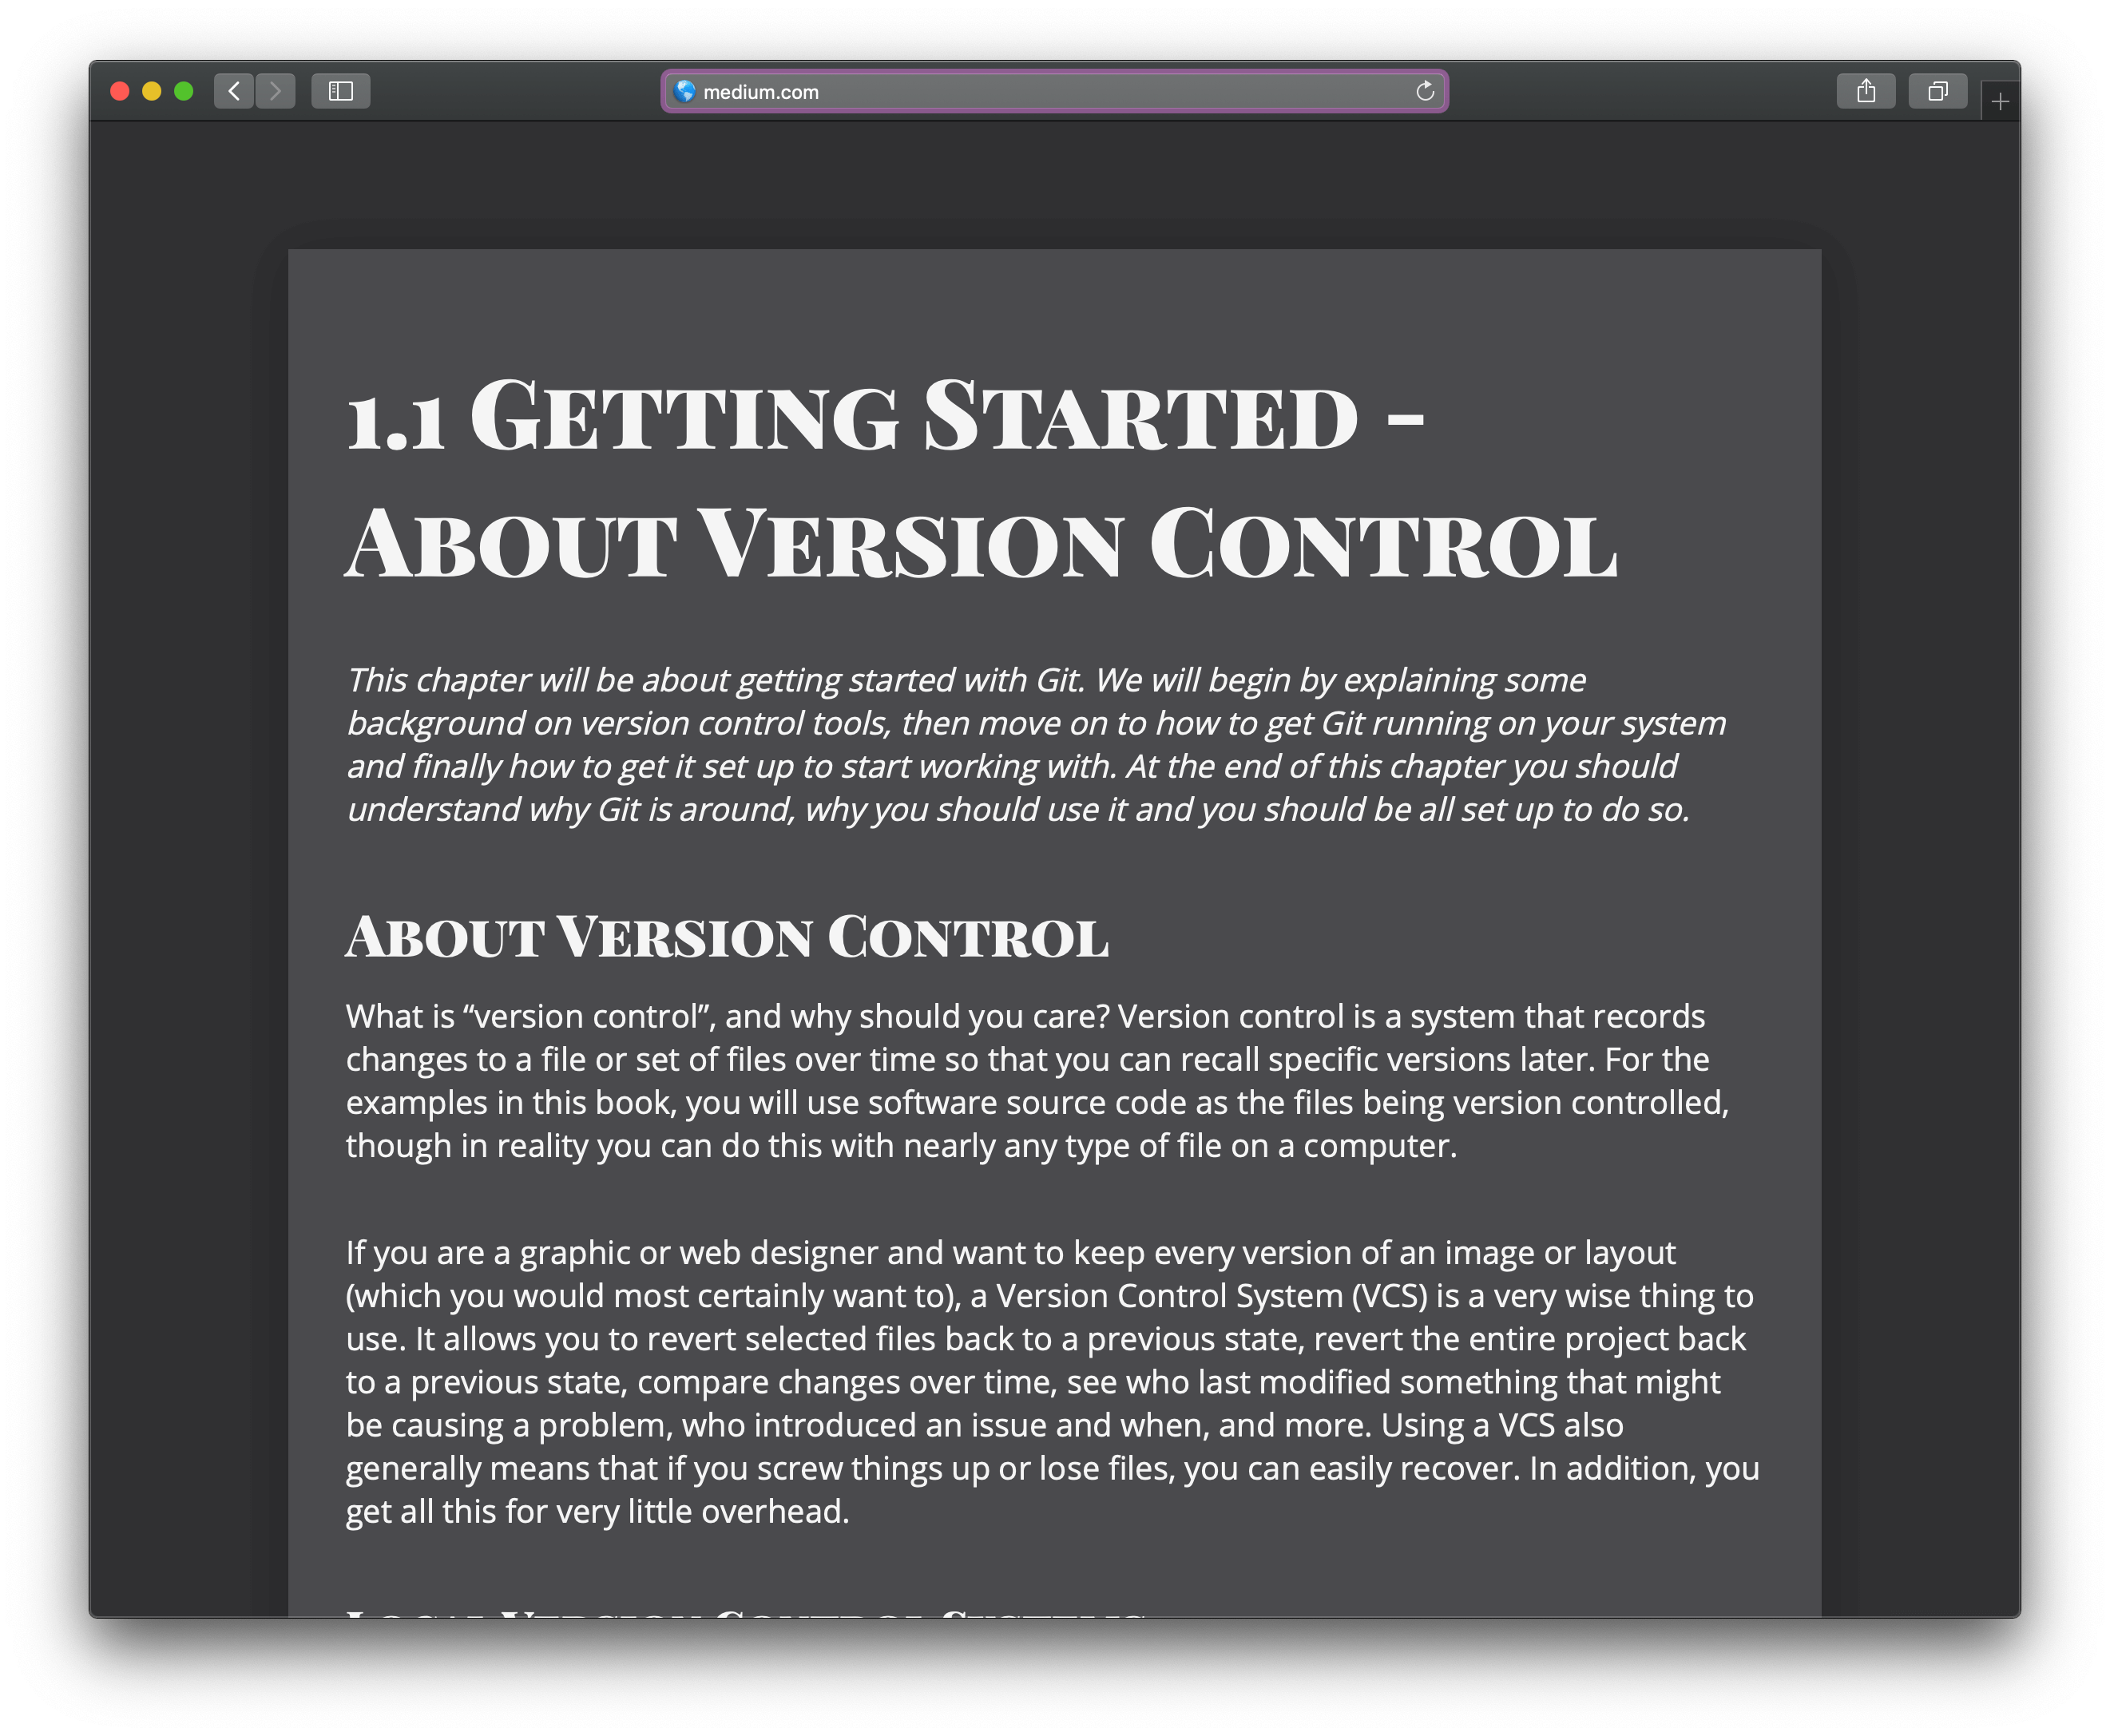 medium.com
1.1 Getting Started -
About Version Control
This chapter will be about getting started with Git. We will begin by explaining some
background on version control tools, then move on to how to get Git running on your system
and finally how to get it set up to start working with. At the end of this chapter you should
understand why Git is around, why you should use it and you should be all set up to do so.
About Version Control
What is “version control”, and why should you care? Version control is a system that records
changes to a file or set of files over time so that you can recall specific versions later. For the
examples in this book, you will use software source code as the files being version controlled,
though in reality you can do this with nearly any type of file on a computer.
If you are a graphic or web designer and want to keep every version of an image or layout
(which you would most certainly want to), a Version Control System (VCS) is a very wise thing to
use. It allows you to revert selected files back to a previous state, revert the entire project back
to a previous state, compare changes over time, see who last modified something that might
be causing a problem, who introduced an issue and when, and more. Using a VCS also
generally means that if you screw things up or lose files, you can easily recover. In addition, you
get all this for very little overhead.
Local Version Control Systems